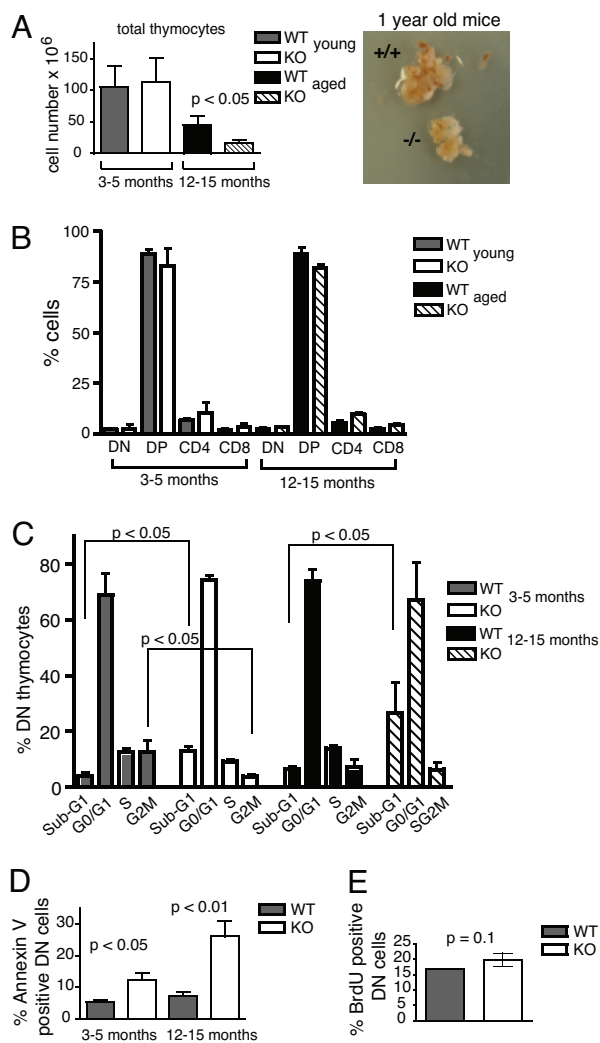 A
total thymocytes
cell number x 10⁶
150
100
50
0
p < 0.05
3-5 months
12-15 months
WT
KO
young
WT
KO
aged
1 year old mice
+/+
-/-
B
% cells
100
75
50
25
0
DN
DP
CD4
CD8
DN
DP
CD4
CD8
3-5 months
12-15 months
WT
KO
young
WT
KO
aged
C
% DN thymocytes
80
60
40
20
0
p < 0.05
p < 0.05
p < 0.05
Sub-G1
G0/G1
S
G2M
Sub-G1
G0/G1
S
G2M
Sub-G1
G0/G1
S
G2M
Sub-G1
G0/G1
SG2M
WT
KO
3-5 months
WT
KO
12-15 months
D
% Annexin V
positive DN cells
30
20
10
0
p < 0.05
p < 0.01
3-5 months
12-15 months
WT
KO
E
% BrdU positive
DN cells
25
20
15
10
5
0
p = 0.1
WT
KO